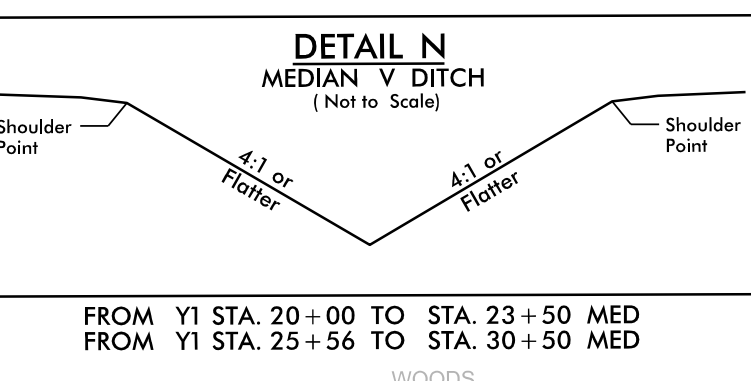 DETAIL N
MEDIAN V DITCH
( Not to Scale)
Shoulder
Point
Shoulder
Point
4:1 or
Flatter
4:1 or
Flatter
FROM Y1 STA. 20+00 TO STA. 23+50 MED
FROM Y1 STA. 25+56 TO STA. 30+50 MED
WOODS